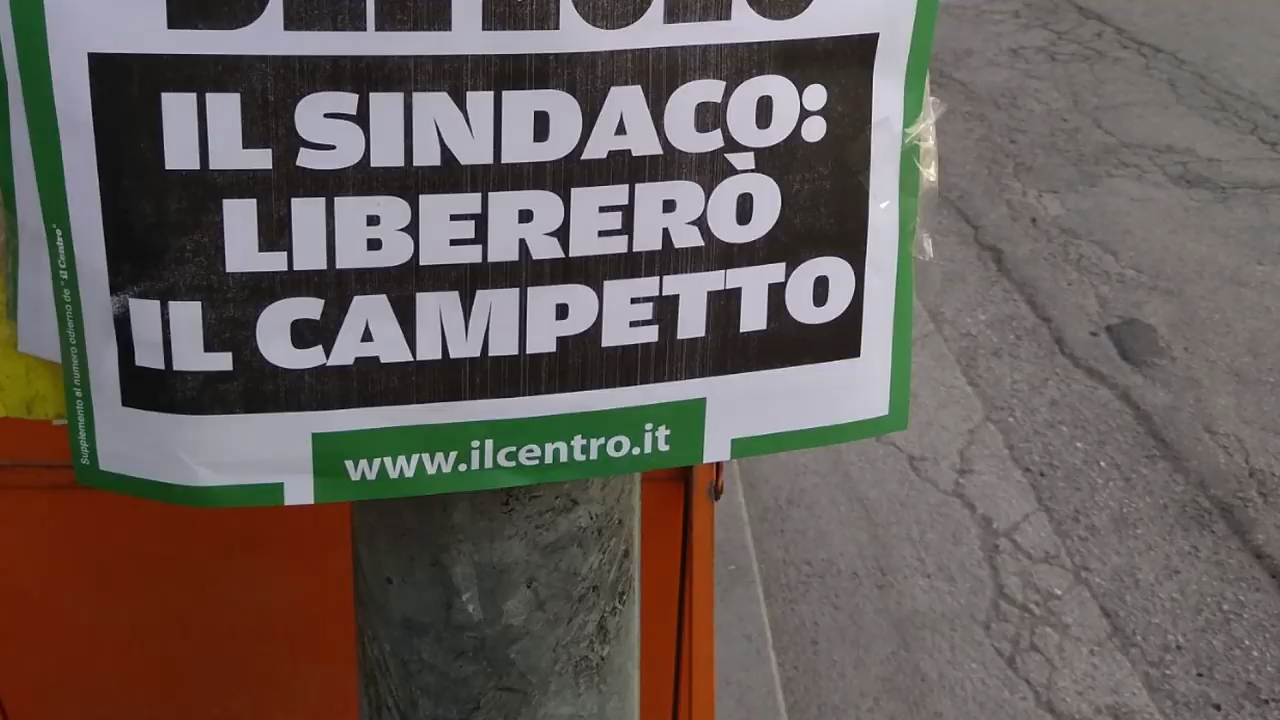 IL SINDACO:
LIBERERÒ
IL CAMPETTO
www.ilcentro.it
Supplemento al numero odierno de "il Centro"